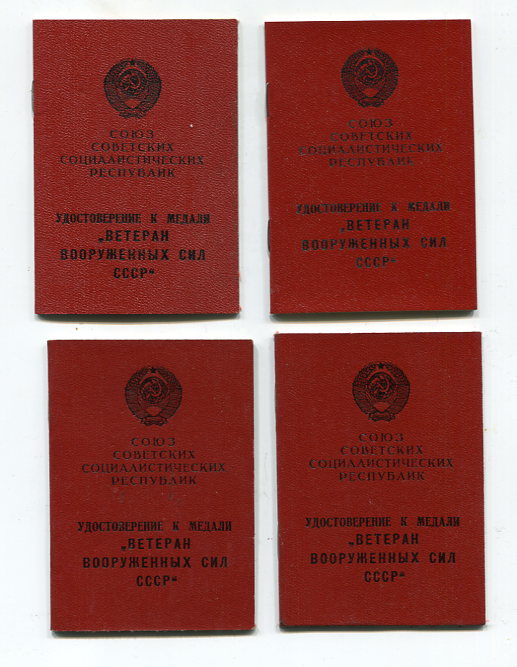 СОЮЗ
СОВЕТСКИХ
СОЦИАЛИСТИЧЕСКИХ
РЕСПУБЛИК
УДОСТОВЕРЕНИЕ К МЕДАЛИ
„ВЕТЕРАН
ВООРУЖЕННЫХ СИЛ
СССР“
СОЮЗ
СОВЕТСКИХ
СОЦИАЛИСТИЧЕСКИХ
РЕСПУБЛИК
УДОСТОВЕРЕНИЕ К МЕДАЛИ
„ВЕТЕРАН
ВООРУЖЕННЫХ СИЛ
СССР“
СОЮЗ
СОВЕТСКИХ
СОЦИАЛИСТИЧЕСКИХ
РЕСПУБЛИК
УДОСТОВЕРЕНИЕ К МЕДАЛИ
„ВЕТЕРАН
ВООРУЖЕННЫХ СИЛ
СССР“
СОЮЗ
СОВЕТСКИХ
СОЦИАЛИСТИЧЕСКИХ
РЕСПУБЛИК
УДОСТОВЕРЕНИЕ К МЕДАЛИ
„ВЕТЕРАН
ВООРУЖЕННЫХ СИЛ
СССР“